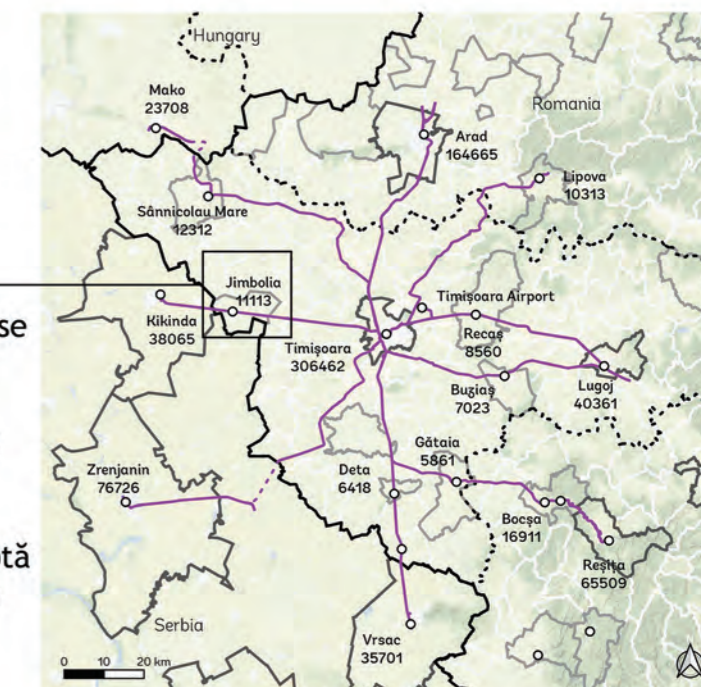 Hungary
Mako
23708
Romania
Arad
164665
Lipova
10313
Sânnicolau Mare
12312
Jimbolia
11113
se
Kikinda
38065
Timișoara Airport
Timișoara
306462
Recaș
8560
Buziaș
7023
Lugoj
40361
Gătaia
5861
Zrenjanin
76726
Deta
6418
Bocșa
16911
tă
Reșița
65509
Serbia
Vrsac
35701
0 10 20 km